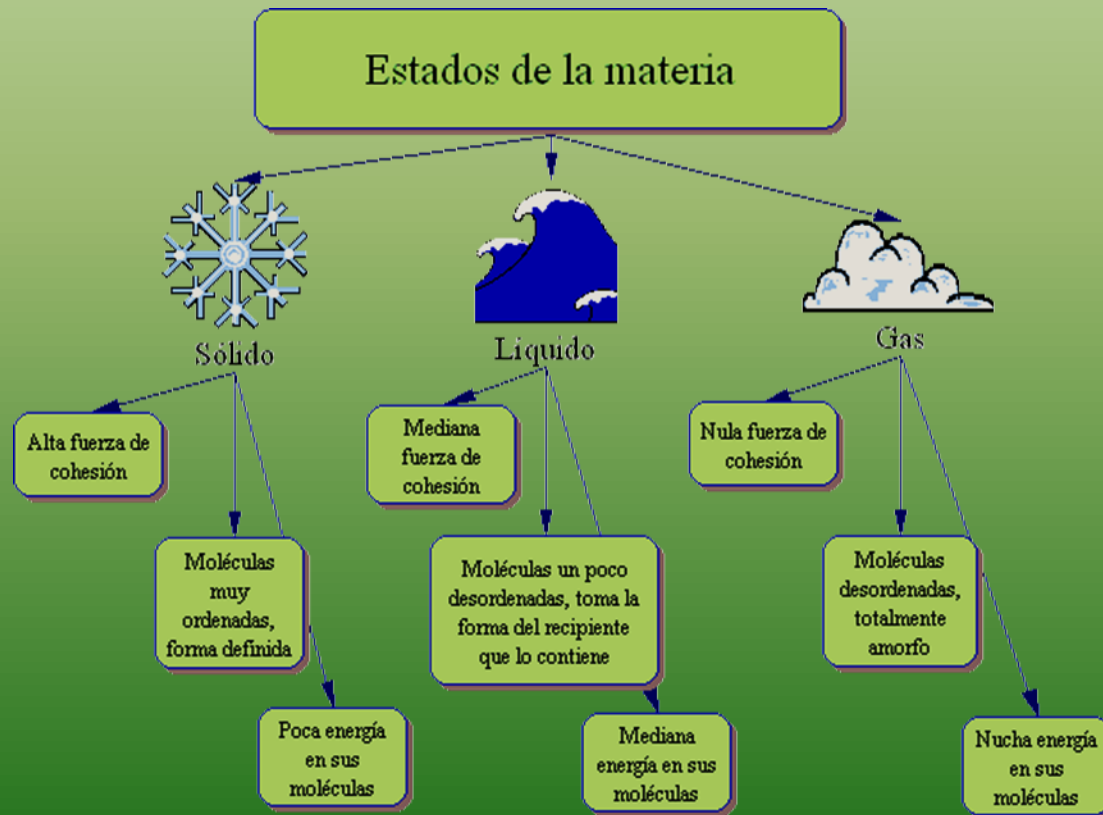 Estados de la materia
Sólido
Líquido
Gas
Alta fuerza de
cohesión
Mediana
fuerza de
cohesión
Nula fuerza de
cohesión
Moléculas
muy
ordenadas,
forma definida
Moléculas un poco
desordenadas, toma la
forma del recipiente
que lo contiene
Moléculas
desordenadas,
totalmente
amorfo
Poca energía
en sus
moléculas
Mediana
energía en sus
moléculas
Nucha energía
en sus
moléculas